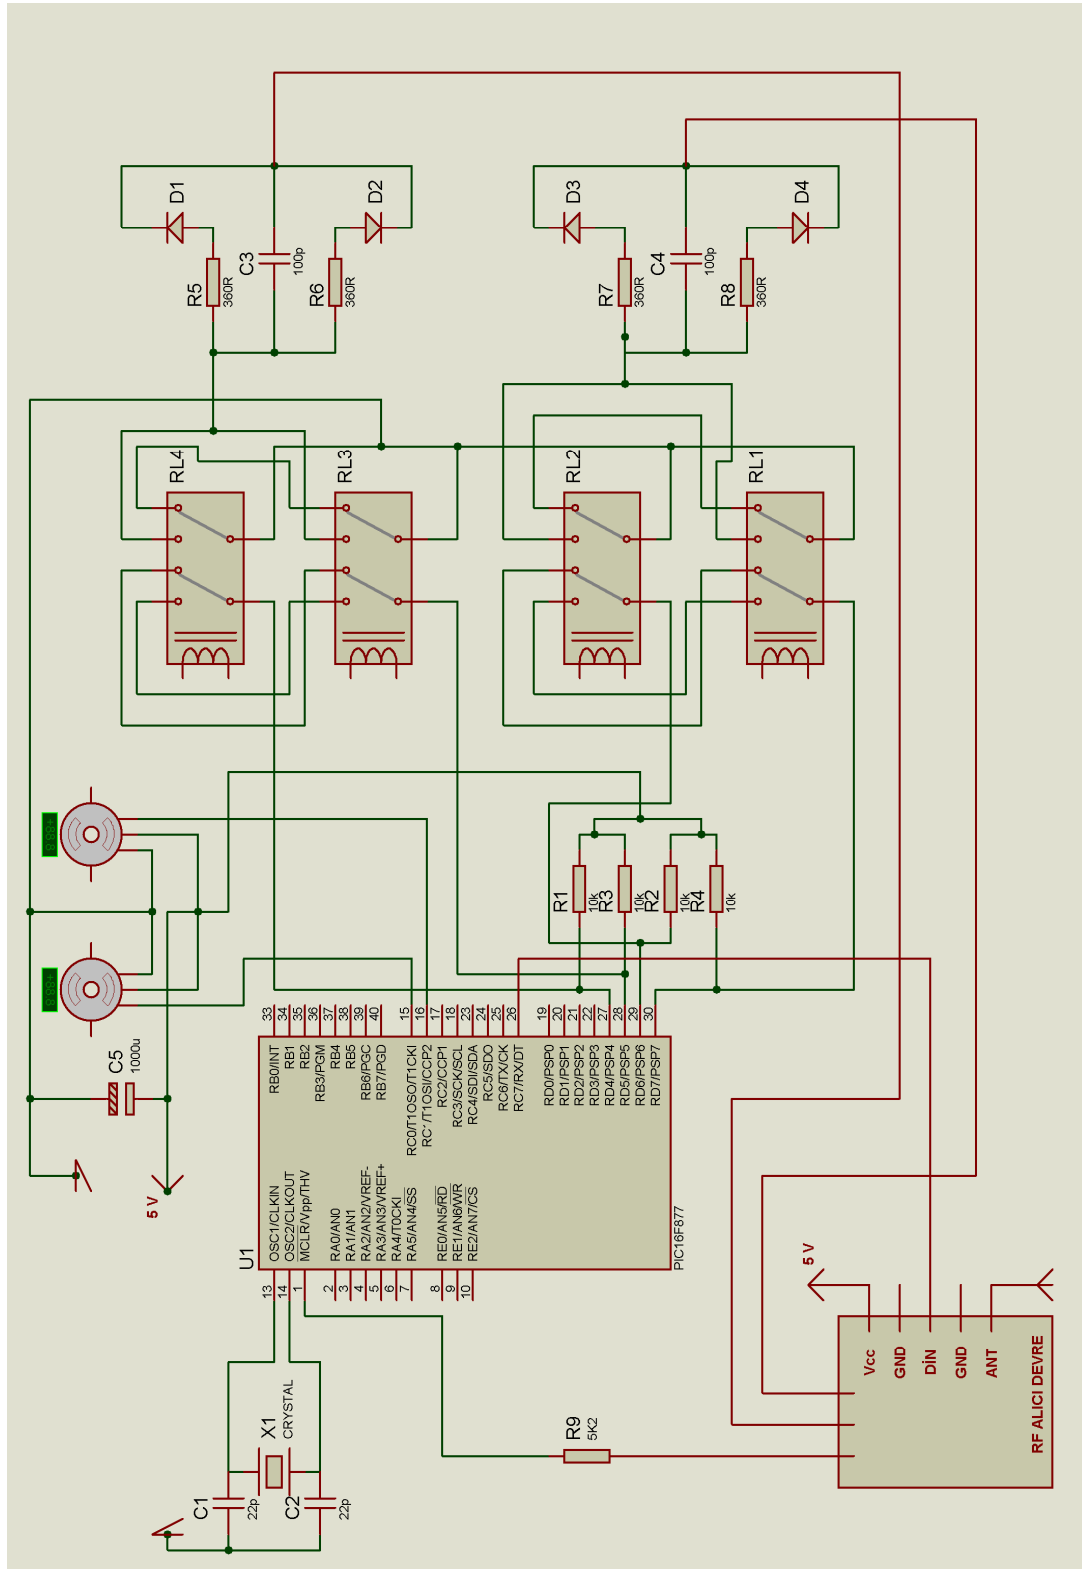 D1
D2
D3
D4
R5
360R
C3
100p
R6
360R
R7
360R
C4
100p
R8
360R
RL4
RL3
RL2
RL1
+88.8
+88.8
R1
10k
R3
10k
R2
10k
R4
10k
C5
1000u
5 V
33
34
35
36
37
38
39
40
15
16
17
18
23
24
25
26
19
20
21
22
27
28
29
30
RB0/INT
RB1
RB2
RB3/PGM
RB4
RB5
RB6/PGC
RB7/PGD
RC0/T1OSO/T1CKI
RC1/T1OSI/CCP2
RC2/CCP1
RC3/SCK/SCL
RC4/SDI/SDA
RC5/SDO
RC6/TX/CK
RC7/RX/DT
RD0/PSP0
RD1/PSP1
RD2/PSP2
RD3/PSP3
RD4/PSP4
RD5/PSP5
RD6/PSP6
RD7/PSP7
OSC1/CLKIN
OSC2/CLKOUT
MCLR/Vpp/THV
RA0/AN0
RA1/AN1
RA2/AN2/VREF-
RA3/AN3/VREF+
RA4/T0CKI
RA5/AN4/SS
RE0/AN5/RD
RE1/AN6/WR
RE2/AN7/CS
U1
PIC16F877
13
14
1
2
3
4
5
6
7
8
9
10
X1
CRYSTAL
C1
22p
C2
22p
R9
5K2
5 V
Vcc
GND
DİN
GND
ANT
RF ALICI DEVRE